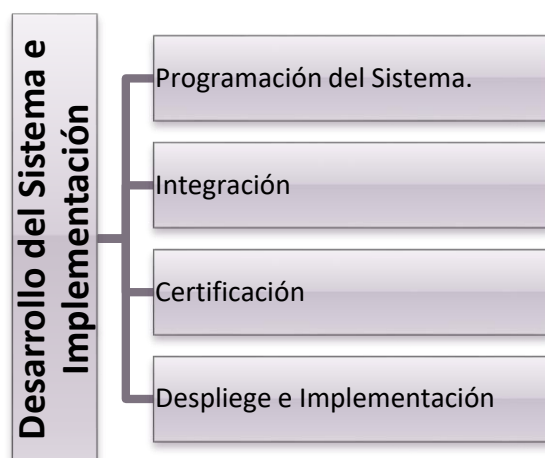 Desarrollo del Sistema e
Implementación
Programación del Sistema.
Integración
Certificación
Despliege e Implementación